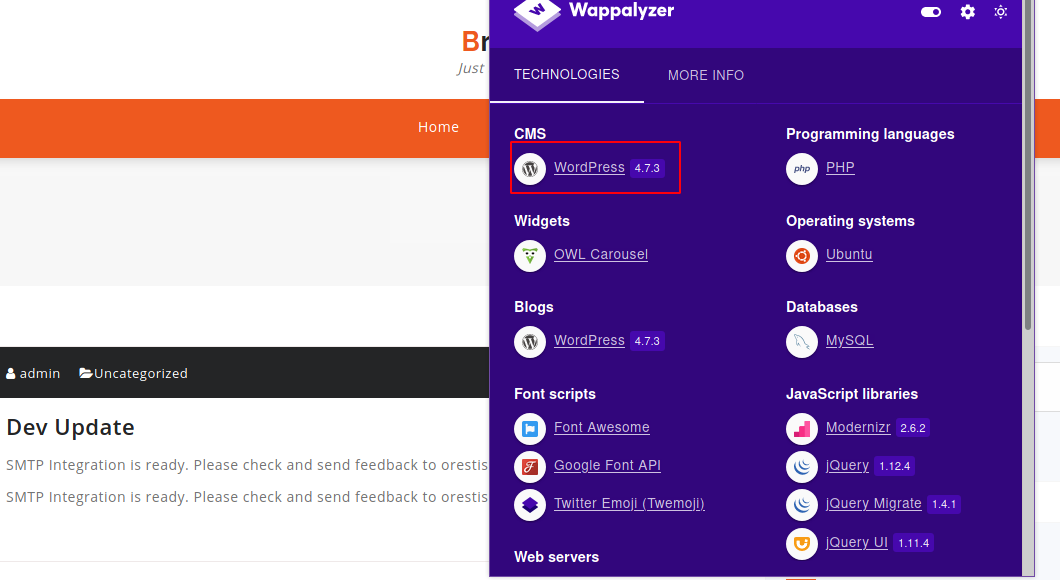 Br
Just
Home
admin Uncategorized
Dev Update
SMTP Integration is ready. Please check and send feedback to orestis
SMTP Integration is ready. Please check and send feedback to orestis
Wappalyzer
TECHNOLOGIES MORE INFO
CMS
WordPress 4.7.3
Widgets
OWL Carousel
Blogs
WordPress 4.7.3
Font scripts
Font Awesome
Google Font API
Twitter Emoji (Twemoji)
Web servers
Programming languages
php PHP
Operating systems
Ubuntu
Databases
MySQL
JavaScript libraries
Modernizr 2.6.2
jQuery 1.12.4
jQuery Migrate 1.4.1
jQuery UI 1.11.4